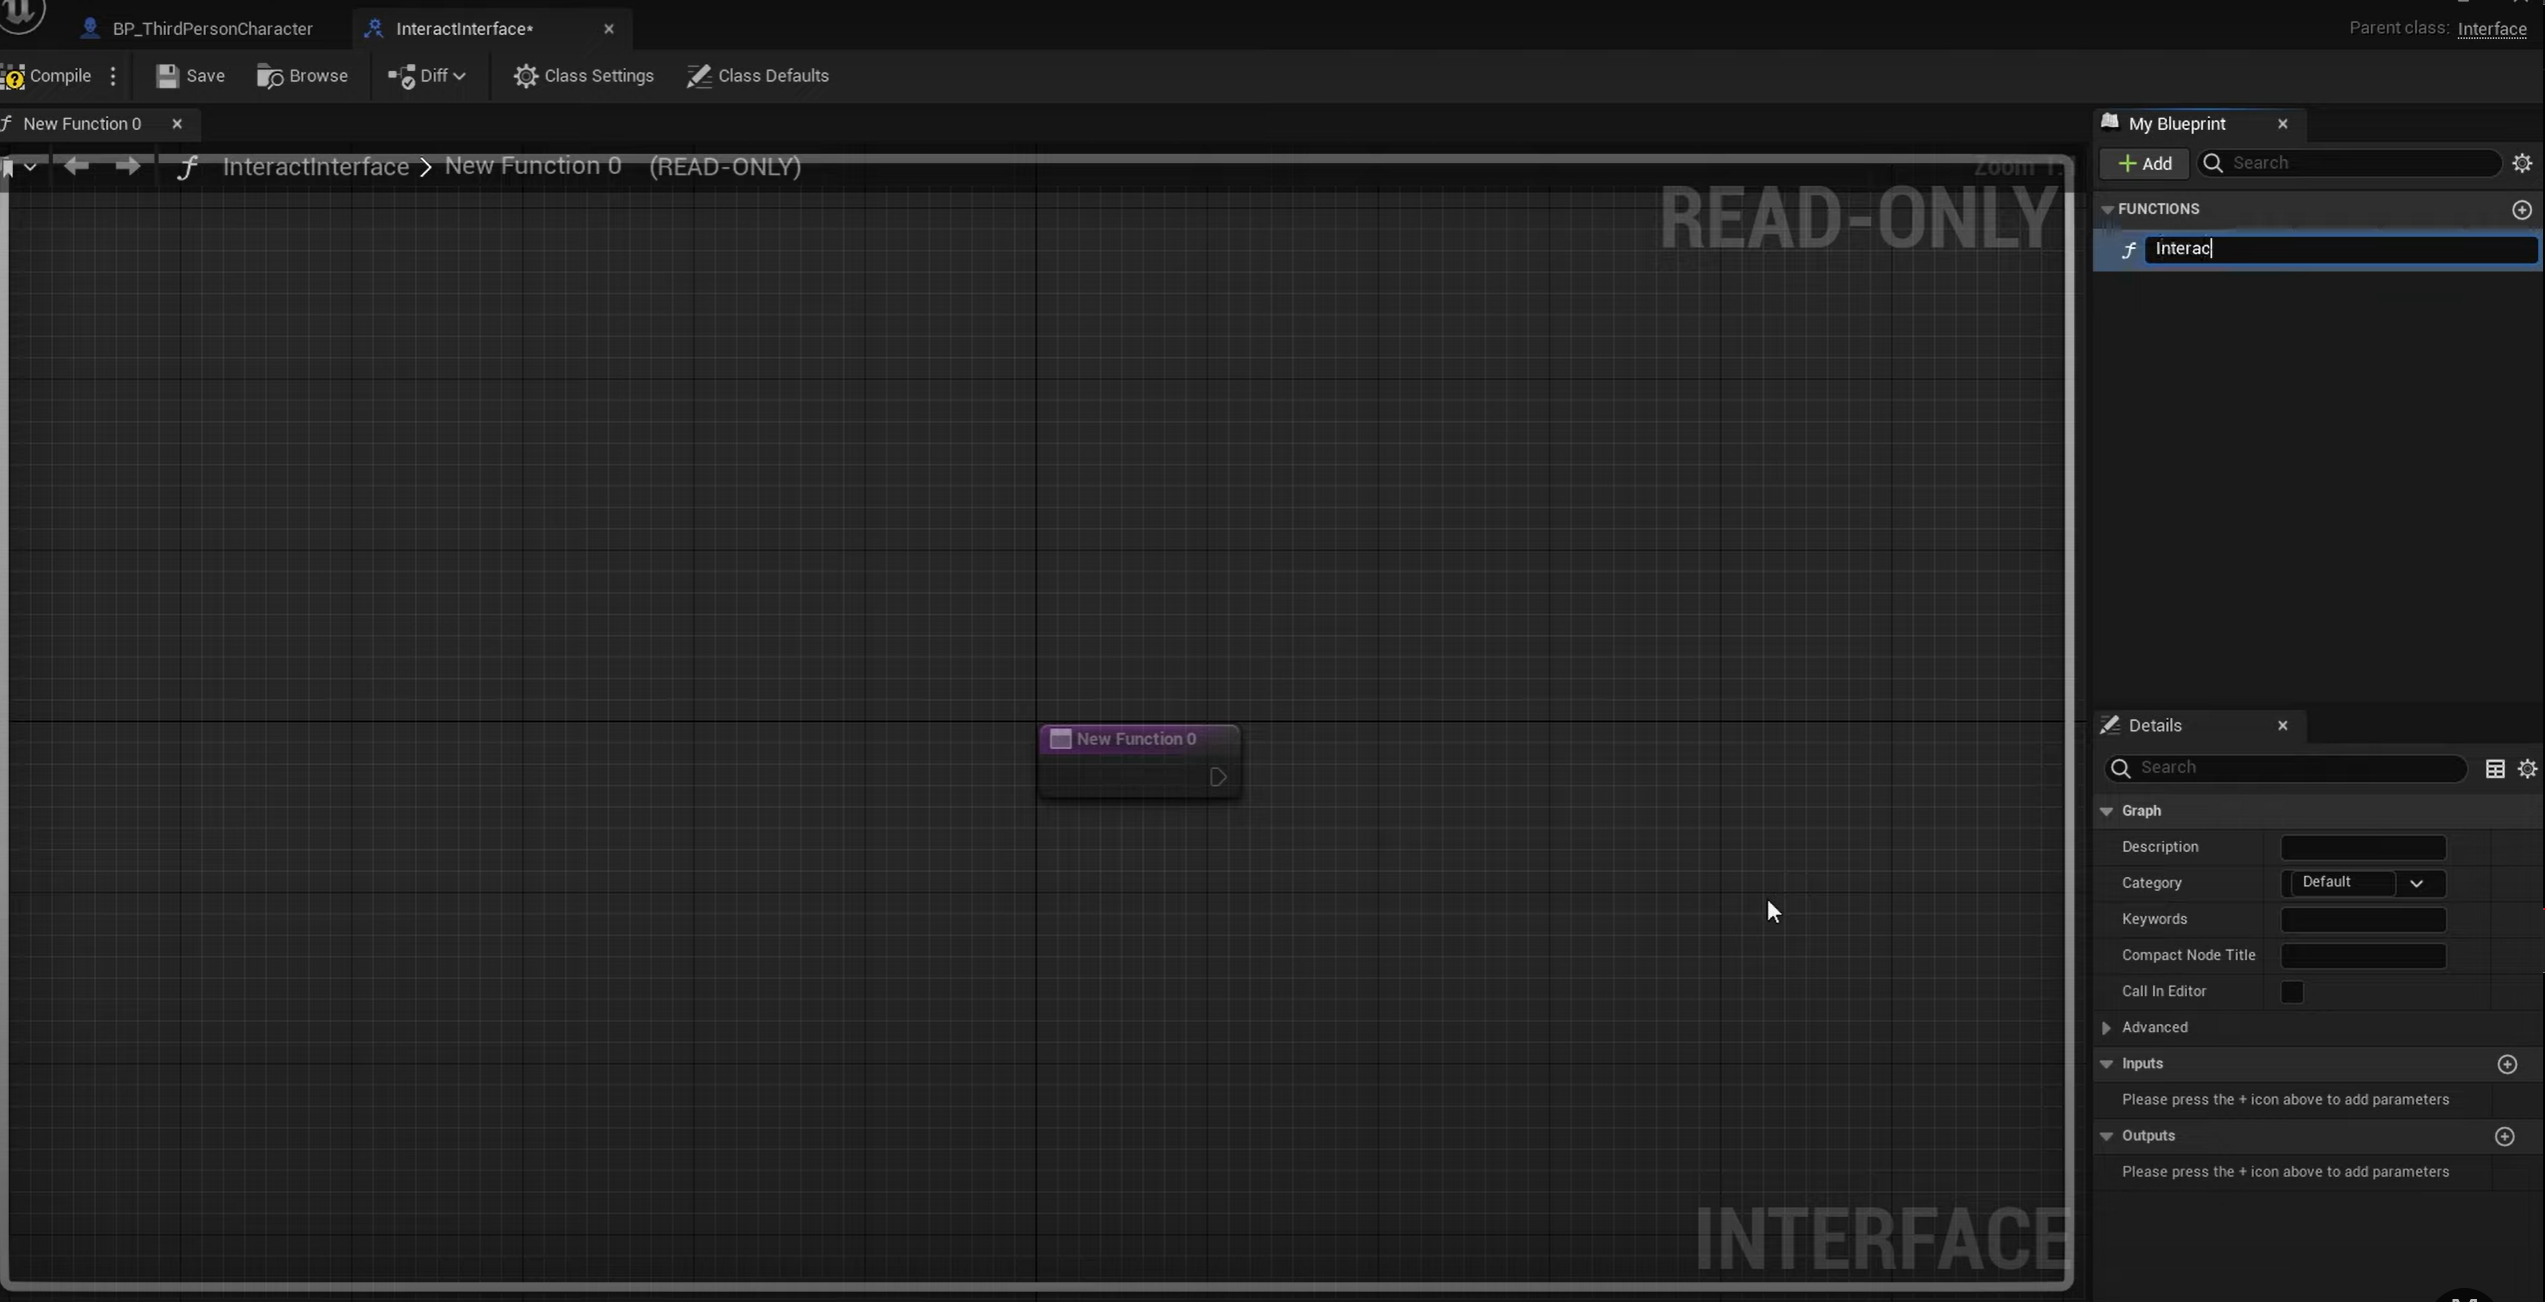 BP_ThirdPersonCharacter
InteractInterface*
Parent class: Interface
Compile
Save
Browse
Diff
Class Settings
Class Defaults
New Function 0
My Blueprint
InteractInterface > New Function 0 (READ-ONLY)
Zoom 1:
READ-ONLY
Add
Search
FUNCTIONS
Interac
New Function 0
Details
Search
Graph
Description
Category
Default
Keywords
Compact Node Title
Call In Editor
Advanced
Inputs
Please press the + icon above to add parameters
Outputs
Please press the + icon above to add parameters
INTERFACE